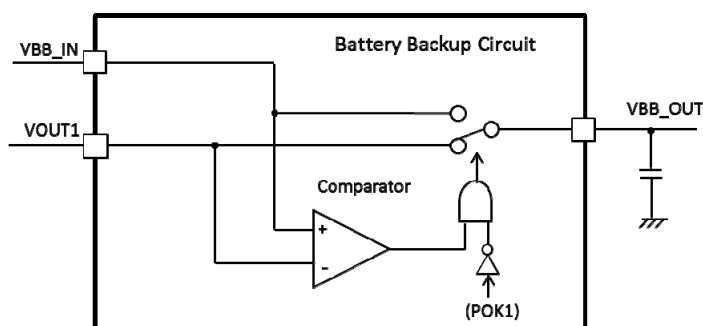 VBB_IN
Battery Backup Circuit
VOUT1
VBB_OUT
Comparator
+
-
(POK1)